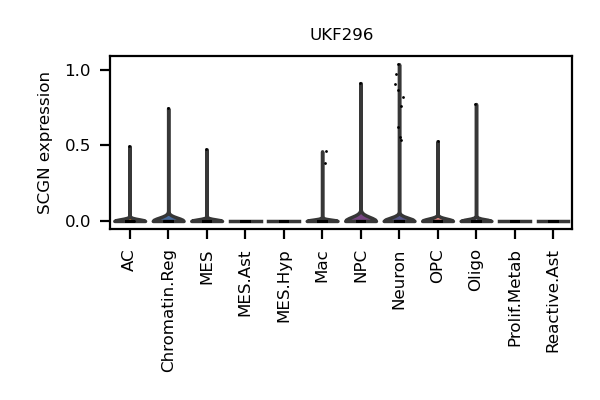 UKF296
SCGN expression
1.0
0.5
0.0
AC
Chromatin.Reg
MES
MES.Ast
MES.Hyp
Mac
NPC
Neuron
OPC
Oligo
Prolif.Metab
Reactive.Ast